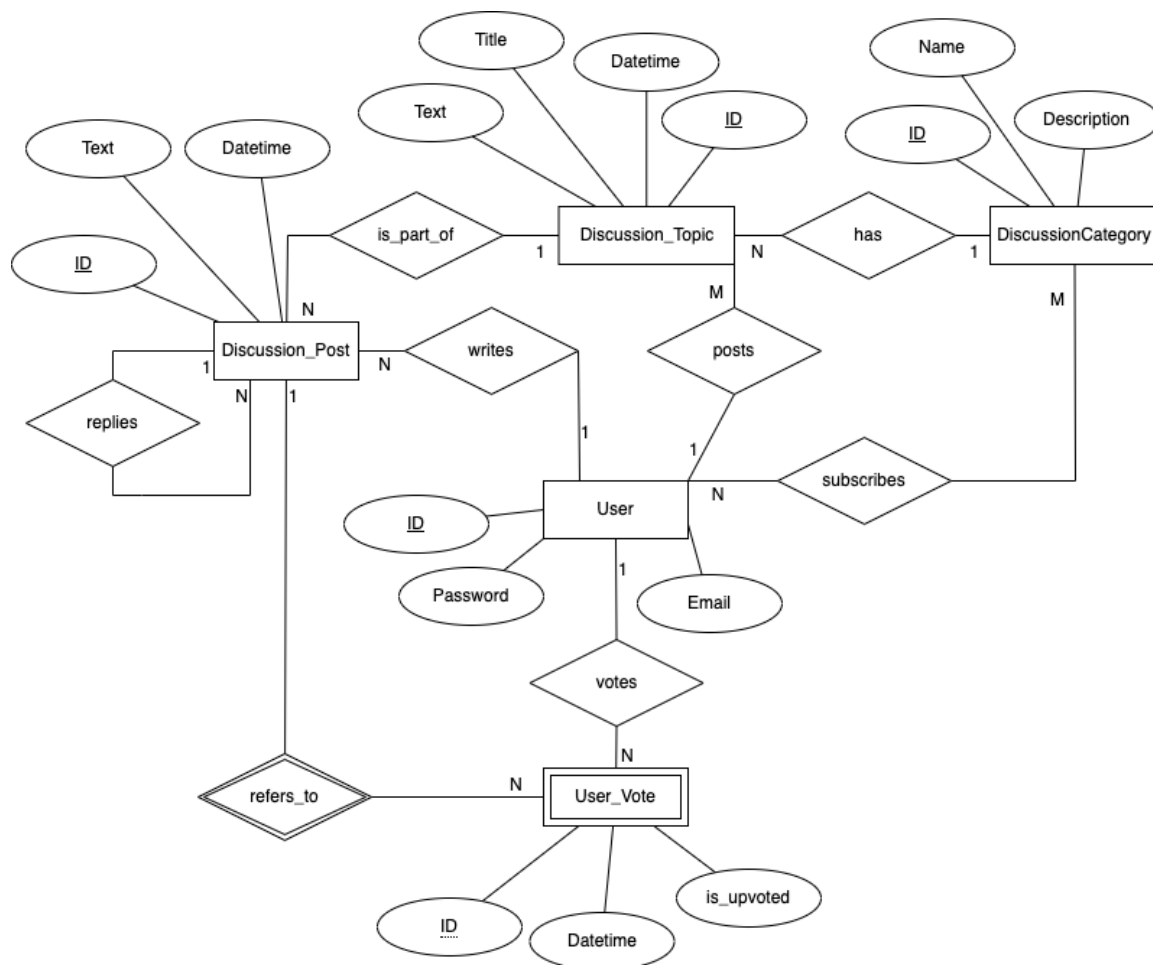 Title
Name
Datetime
Text
ID
ID
Description
Text
Datetime
is_part_of
1
Discussion_Topic
N
has
1
DiscussionCategory
ID
M
M
N
Discussion_Post
N
writes
posts
1
N
1
replies
1
1
N
subscribes
User
ID
1
Password
Email
votes
N
refers_to
N
User_Vote
is_upvoted
ID
Datetime